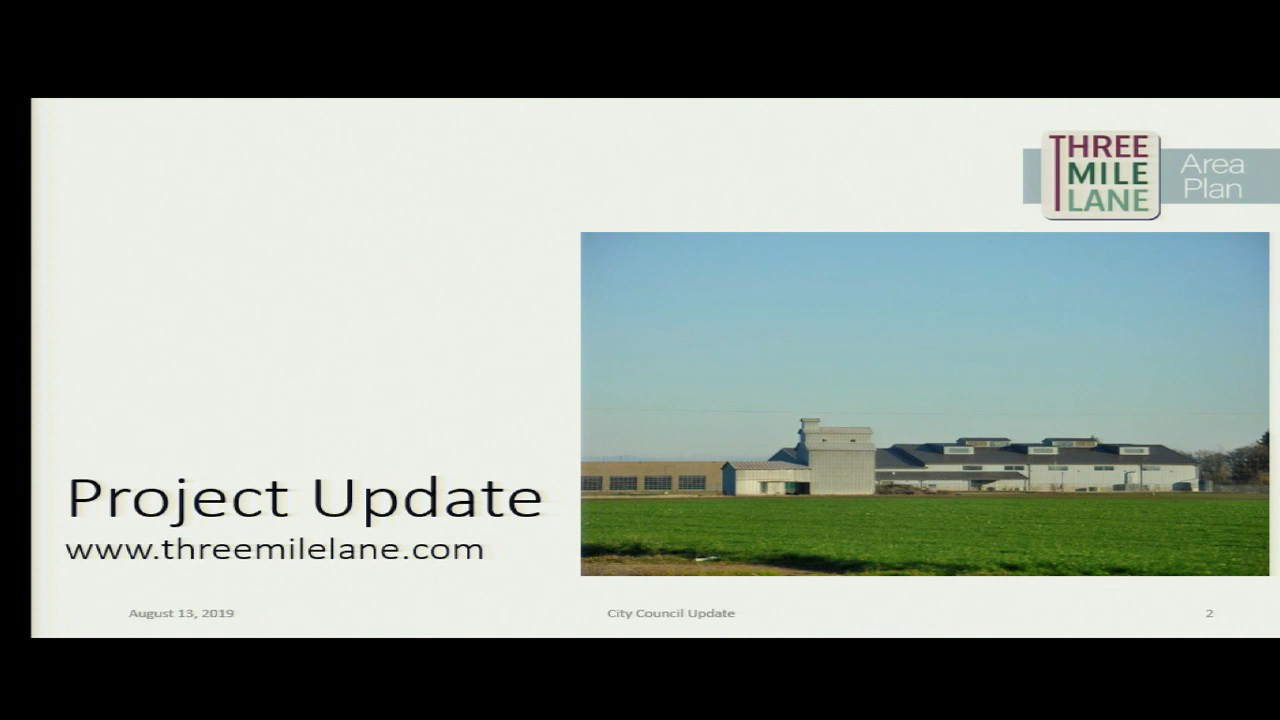 THREE
MILE
LANE
Area
Plan
Project Update
www.threemilelane.com
August 13, 2019
City Council Update
2